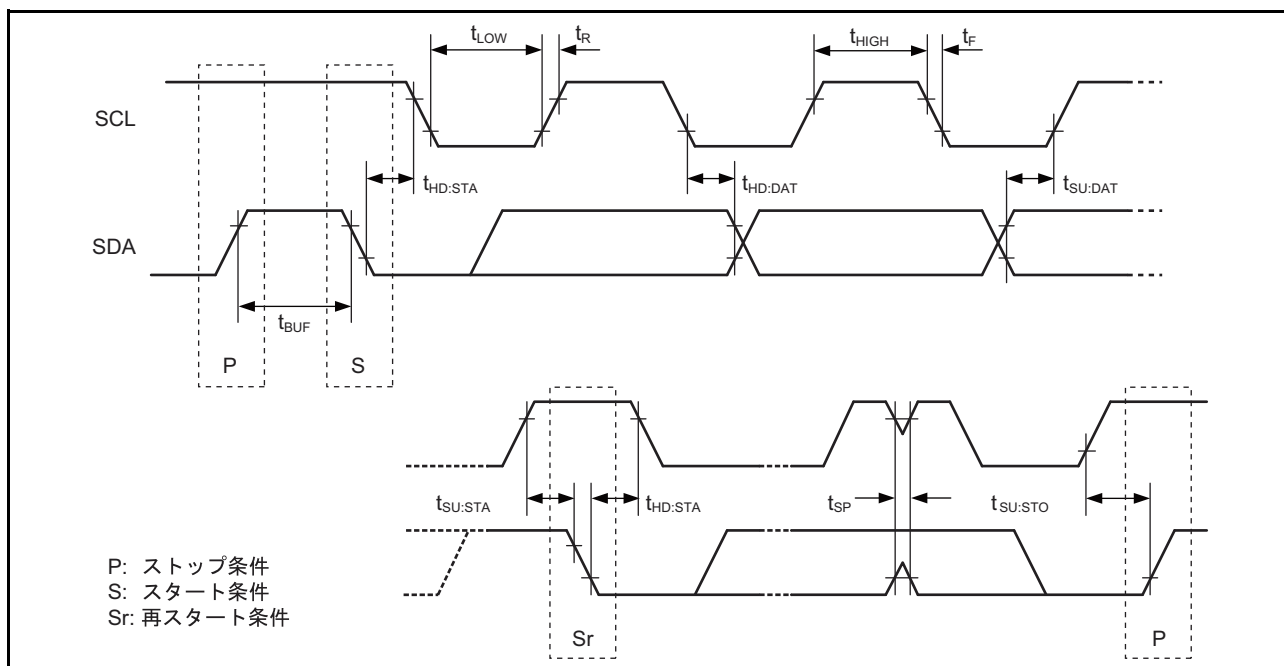 tLOW
tR
tHIGH
tF
SCL
tHD:STA
tHD:DAT
tSU:DAT
SDA
tBUF
P
S
tSU:STA
tHD:STA
tSP
tSU:STO
P: ストップ条件
S: スタート条件
Sr: 再スタート条件
Sr
P